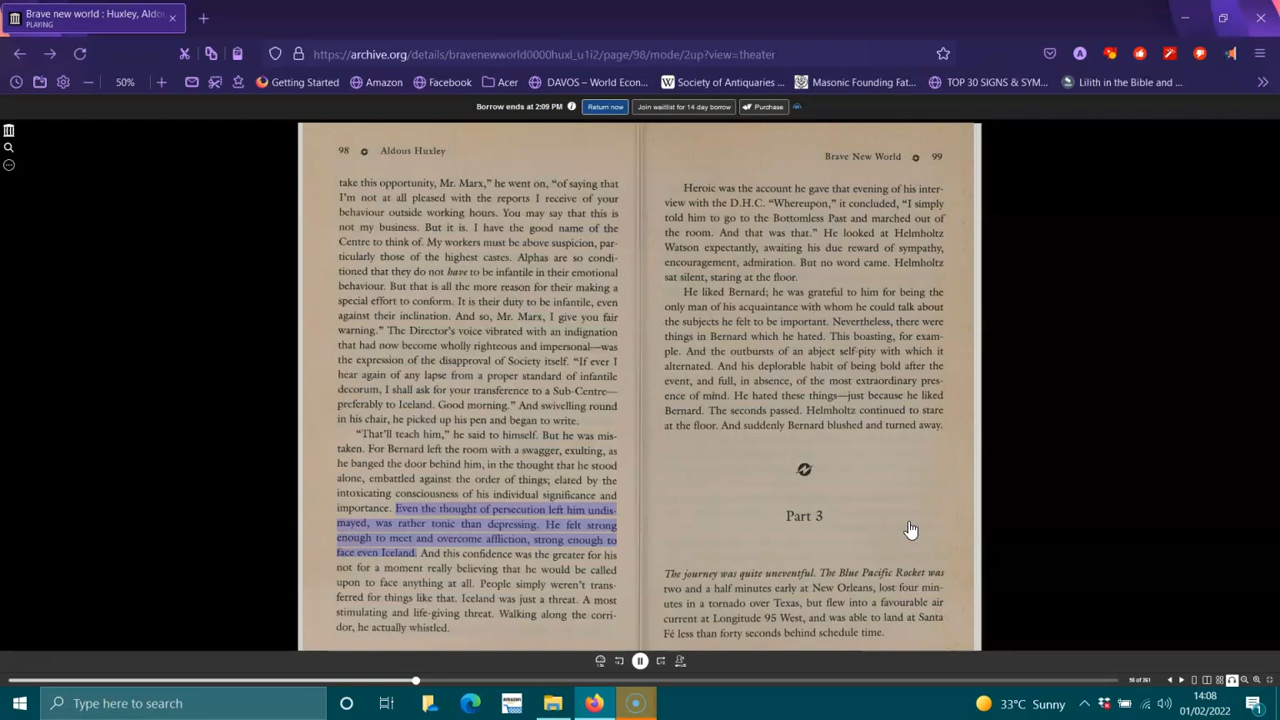 Brave new world : Huxley, Aldou
PLAYING
https://archive.org/details/bravenewworld0000huxl_u1i2/page/98/mode/2up?view=theater
50%
Getting Started
Amazon
Facebook
Acer
DAVOS – World Econ...
Society of Antiquaries ...
Masonic Founding Fat...
TOP 30 SIGNS & SYM...
Lilith in the Bible and ...
Borrow ends at 2:09 PM
Return now
Join waitlist for 14 day borrow
Purchase
98 Aldous Huxley
take this opportunity, Mr. Marx,” he went on, “of saying that
I’m not at all pleased with the reports I receive of your
behaviour outside working hours. You may say that this is
not my business. But it is. I have the good name of the
Centre to think of. My workers must be above suspicion, par-
ticularly those of the highest castes. Alphas are so condi-
tioned that they do not have to be infantile in their emotional
behaviour. But that is all the more reason for their making a
special effort to conform. It is their duty to be infantile, even
against their inclination. And so, Mr. Marx, I give you fair
warning.” The Director’s voice vibrated with an indignation
that had now become wholly righteous and impersonal—was
the expression of the disapproval of Society itself. “If ever I
hear again of any lapse from a proper standard of infantile
decorum, I shall ask for your transference to a Sub-Centre—
preferably to Iceland. Good morning.” And swivelling round
in his chair, he picked up his pen and began to write.
“That’ll teach him,” he said to himself. But he was mis-
taken. For Bernard left the room with a swagger, exulting, as
he banged the door behind him, in the thought that he stood
alone, embattled against the order of things; elated by the
intoxicating consciousness of his individual significance and
importance. Even the thought of persecution left him undis-
mayed, was rather tonic than depressing. He felt strong
enough to meet and overcome affliction, strong enough to
face even Iceland. And this confidence was the greater for his
not for a moment really believing that he would be called
upon to face anything at all. People simply weren’t trans-
ferred for things like that. Iceland was just a threat. A most
stimulating and life-giving threat. Walking along the corri-
dor, he actually whistled.
Brave New World 99
Heroic was the account he gave that evening of his inter-
view with the D.H.C. “Whereupon,” it concluded, “I simply
told him to go to the Bottomless Past and marched out of
the room. And that was that.” He looked at Helmholtz
Watson expectantly, awaiting his due reward of sympathy,
encouragement, admiration. But no word came. Helmholtz
sat silent, staring at the floor.
He liked Bernard; he was grateful to him for being the
only man of his acquaintance with whom he could talk about
the subjects he felt to be important. Nevertheless, there were
things in Bernard which he hated. This boasting, for exam-
ple. And the outbursts of an abject self-pity with which it
alternated. And his deplorable habit of being bold after the
event, and full, in absence, of the most extraordinary pres-
ence of mind. He hated these things—just because he liked
Bernard. The seconds passed. Helmholtz continued to stare
at the floor. And suddenly Bernard blushed and turned away.
Part 3
The journey was quite uneventful. The Blue Pacific Rocket was
two and a half minutes early at New Orleans, lost four min-
utes in a tornado over Texas, but flew into a favourable air
current at Longitude 95 West, and was able to land at Santa
Fé less than forty seconds behind schedule time.
Type here to search
33°C Sunny
14:08
01/02/2022